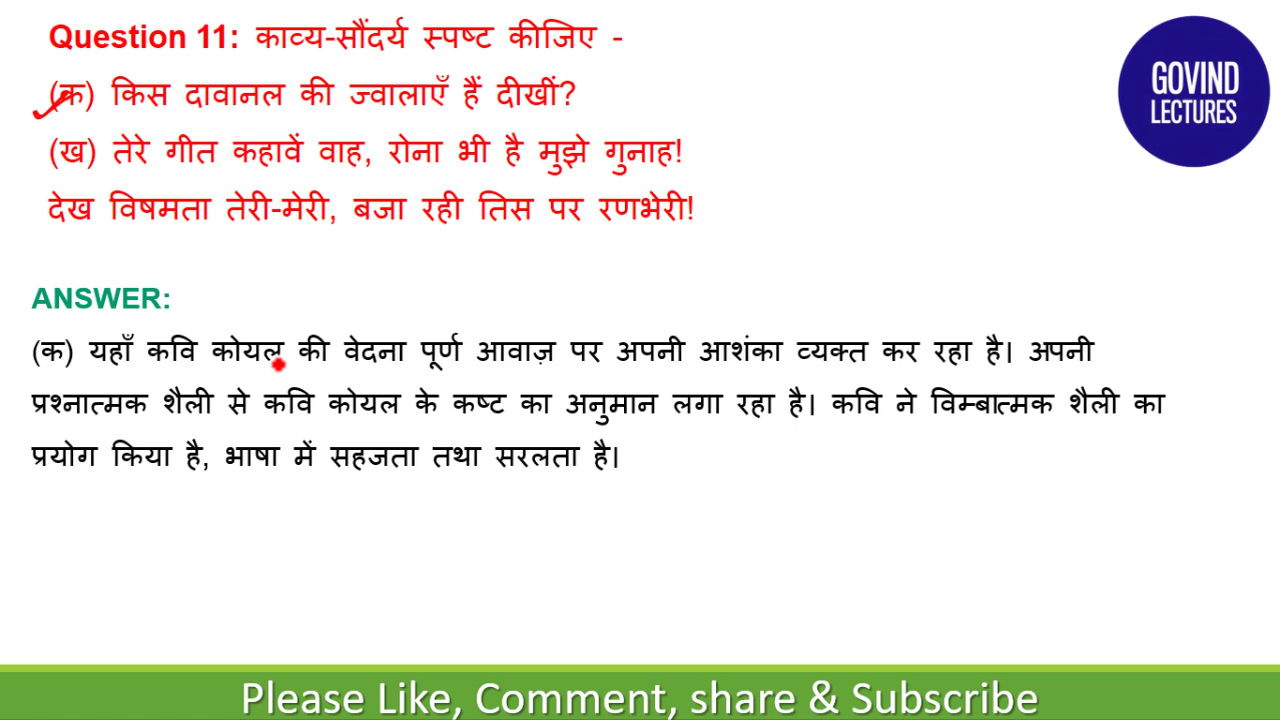 Question 11: काव्य-सौंदर्य स्पष्ट कीजिए -
(क) किस दावानल की ज्वालाएँ हैं दीखीं?
(ख) तेरे गीत कहावें वाह, रोना भी है मुझे गुनाह!
देख विषमता तेरी-मेरी, बजा रही तिस पर रणभेरी!
GOVIND
LECTURES
ANSWER:
(क) यहाँ कवि कोयल की वेदना पूर्ण आवाज़ पर अपनी आशंका व्यक्त कर रहा है। अपनी
प्रश्नात्मक शैली से कवि कोयल के कष्ट का अनुमान लगा रहा है। कवि ने विम्बात्मक शैली का
प्रयोग किया है, भाषा में सहजता तथा सरलता है।
Please Like, Comment, share & Subscribe